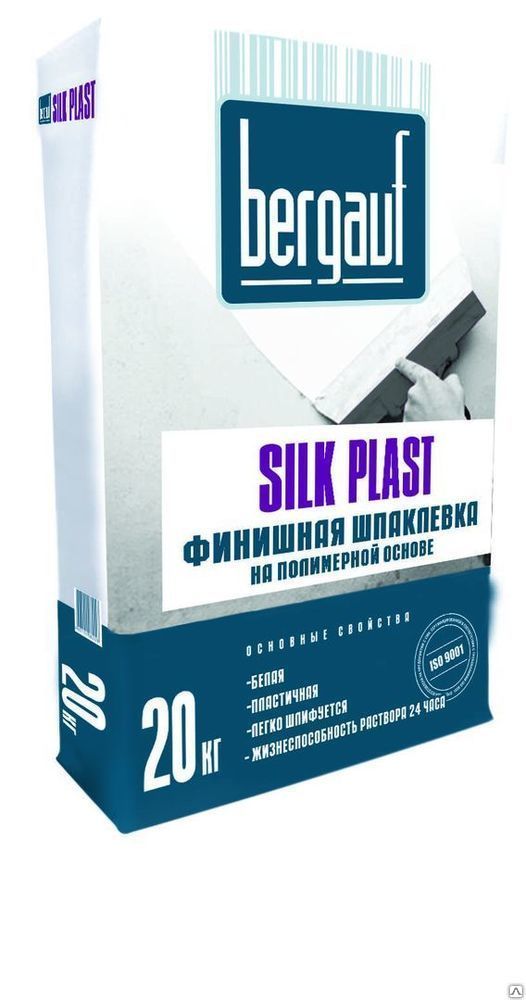 bergauf
SILK PLAST
bergauf
SILK PLAST
ФИНИШНАЯ ШПАКЛЕВКА
НА ПОЛИМЕРНОЙ ОСНОВЕ
ОСНОВНЫЕ СВОЙСТВА
-БЕЛАЯ
-ПЛАСТИЧНАЯ
-ЛЕГКО ШЛИФУЕТСЯ
- ЖИЗНЕСПОСОБНОСТЬ РАСТВОРА 24 ЧАСА
ISO 9001
20 КГ
20 КГ